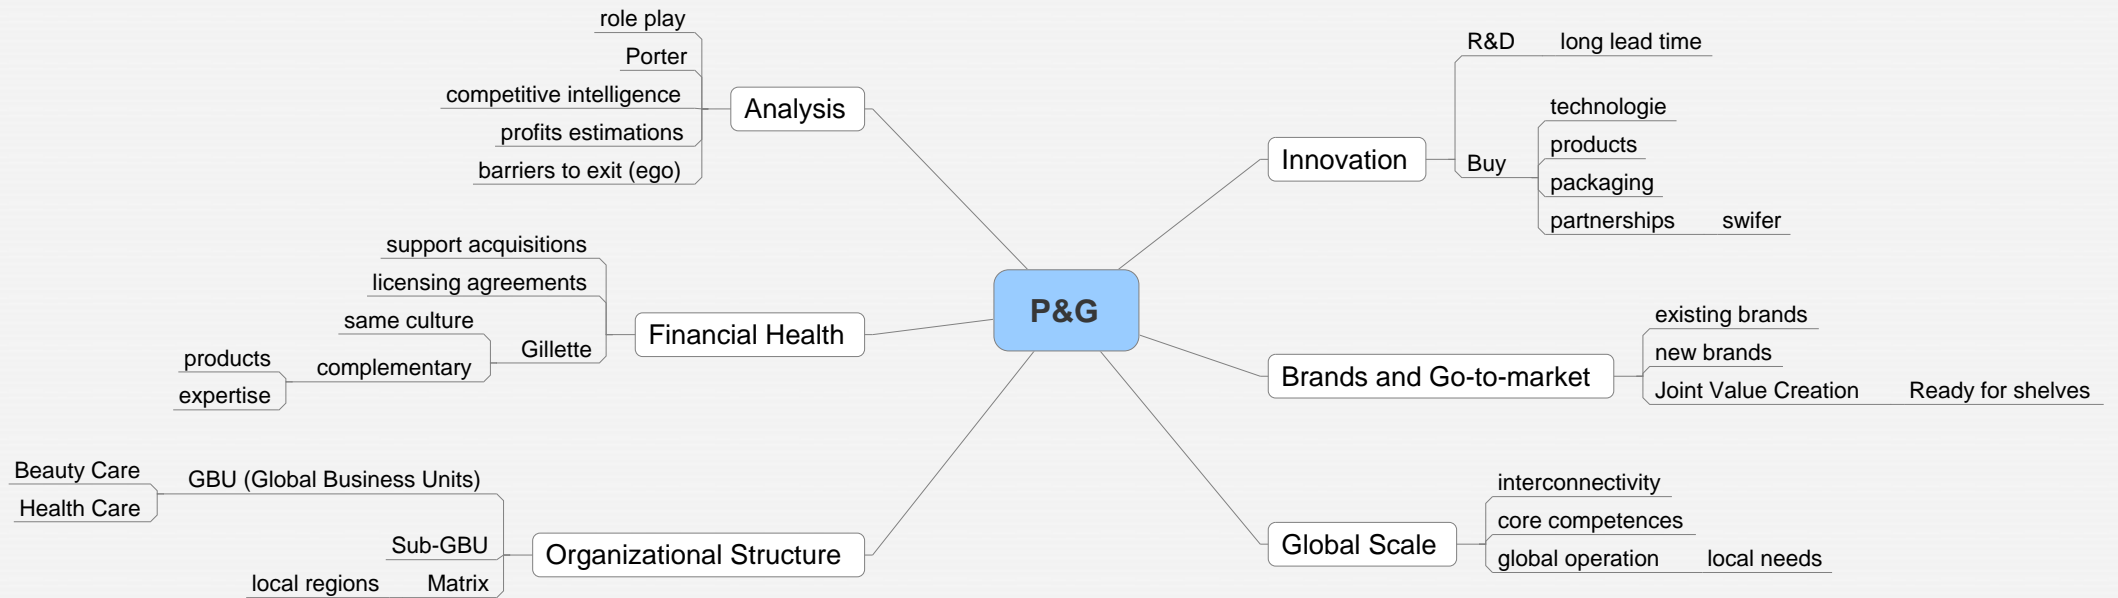 P&G
Analysis
role play
Porter
competitive intelligence
profits estimations
barriers to exit (ego)
Financial Health
support acquisitions
licensing agreements
Gillette
same culture
complementary
products
expertise
Organizational Structure
GBU (Global Business Units)
Beauty Care
Health Care
Sub-GBU
Matrix
local regions
Innovation
R&D
long lead time
Buy
technologie
products
packaging
partnerships
swifer
Brands and Go-to-market
existing brands
new brands
Joint Value Creation
Ready for shelves
Global Scale
interconnectivity
core competences
global operation
local needs